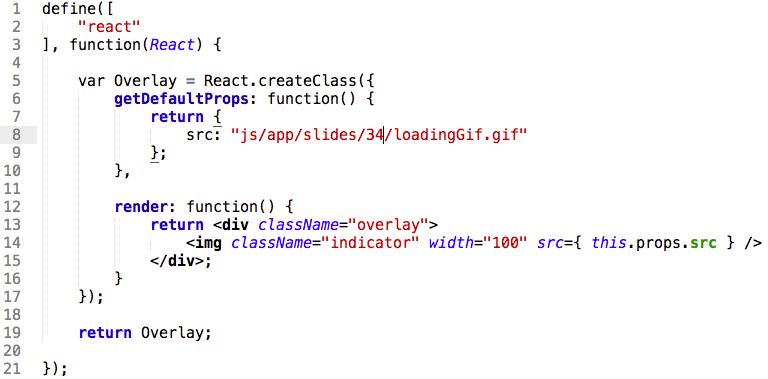 1 define([
2     "react"
3 ], function(React) {
4
5     var Overlay = React.createClass({
6         getDefaultProps: function() {
7             return {
8                 src: "js/app/slides/34/loadingGif.gif"
9             };
10         },
11
12         render: function() {
13             return <div className="overlay">
14                 <img className="indicator" width="100" src={ this.props.src } />
15             </div>;
16         }
17     });
18
19     return Overlay;
20
21 });